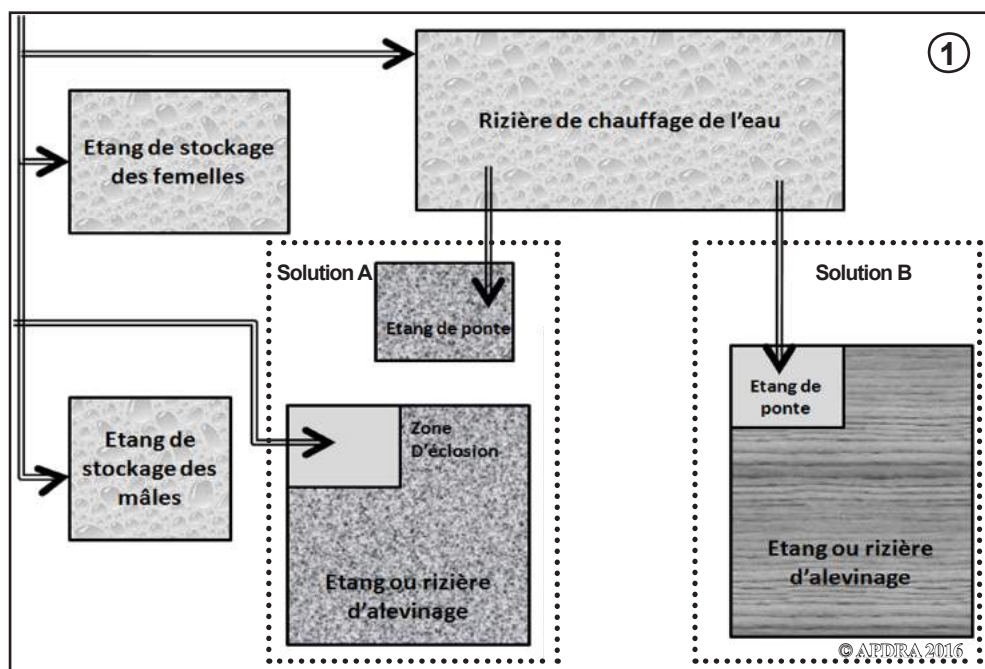 1
Rizière de chauffage de l'eau
Etang de stockage
des femelles
Solution A
Solution B
Etang de ponte
Etang de
ponte
Zone
D'éclosion
Etang de
stockage des
mâles
Etang ou rizière
d'alevinage
Etang ou rizière
d'alevinage
© APDRA 2016